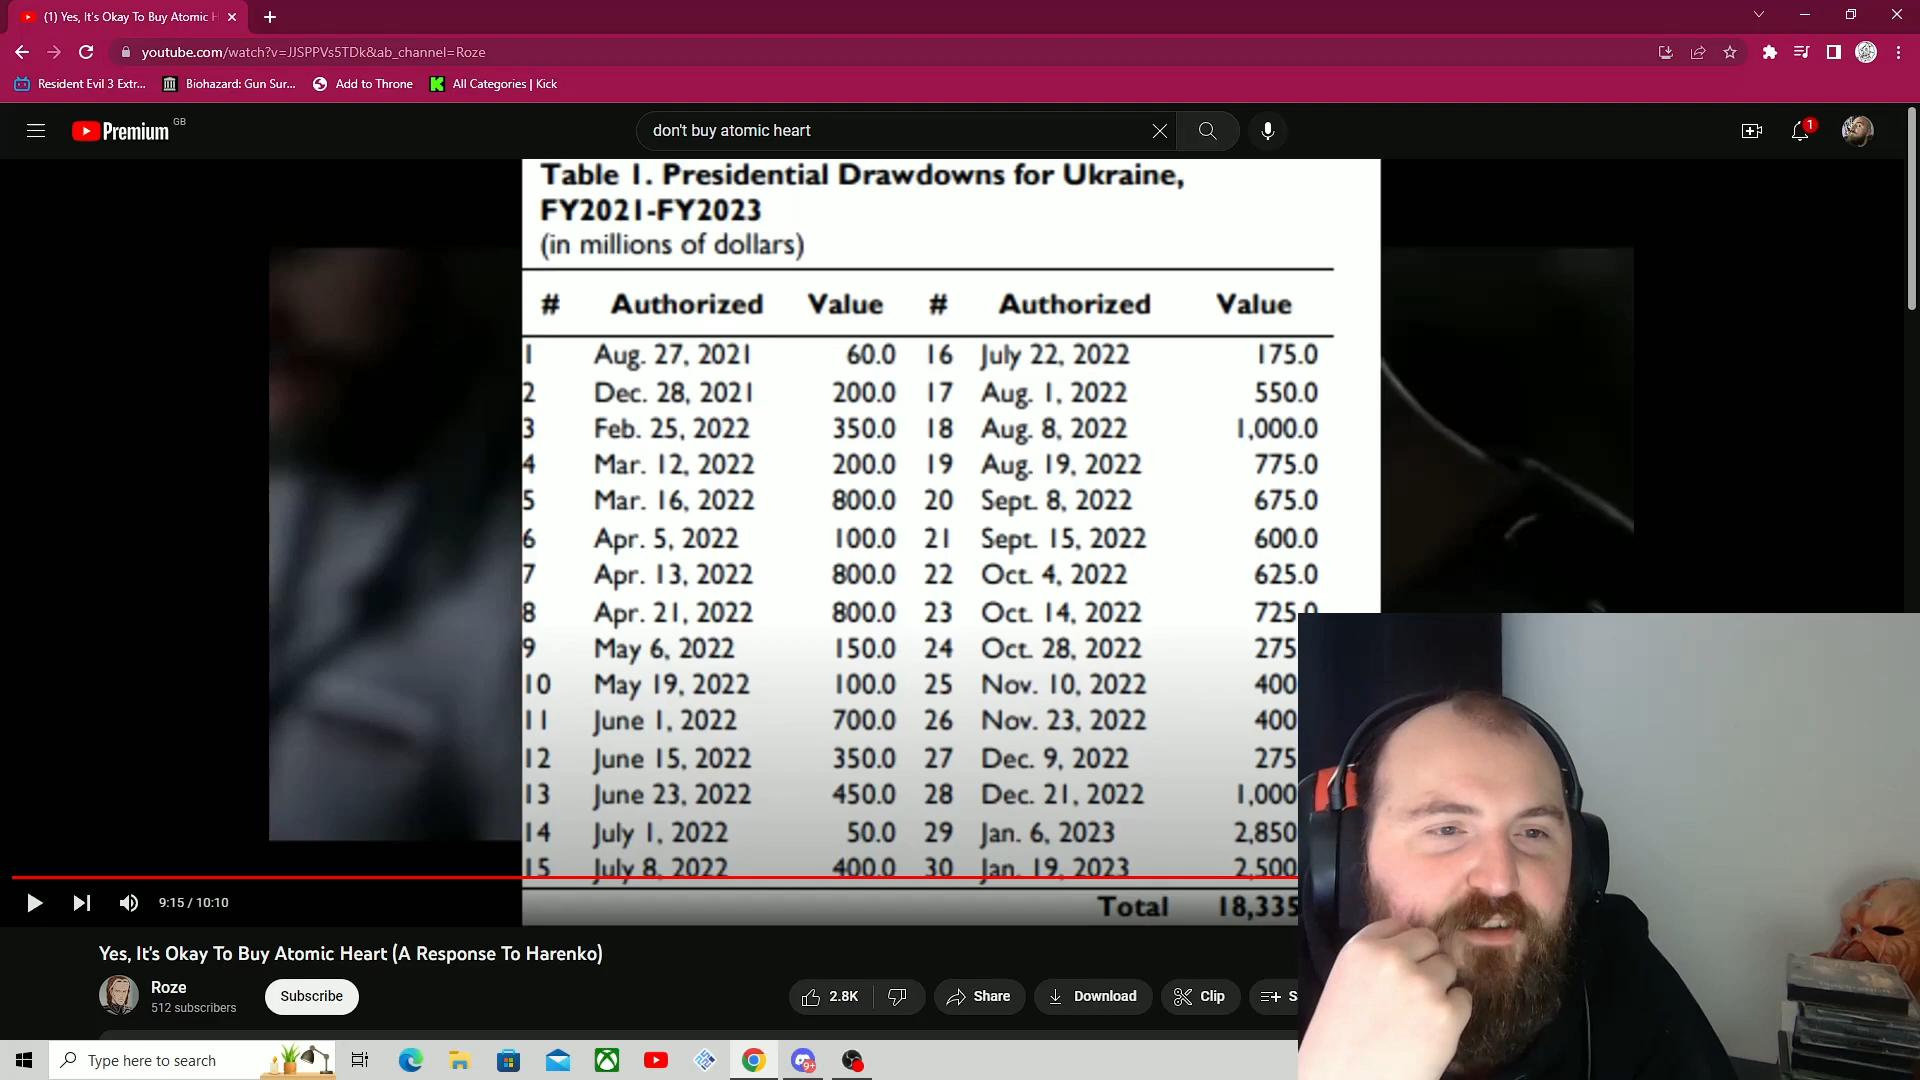 (1) Yes, It's Okay To Buy Atomic H
youtube.com/watch?v=JJSPPVs5TDk&ab_channel=Roze
Resident Evil 3 Extr...
Biohazard: Gun Sur...
Add to Throne
All Categories | Kick
Premium
GB
don't buy atomic heart
1
Table 1. Presidential Drawdowns for Ukraine,
FY2021-FY2023
(in millions of dollars)
# Authorized Value # Authorized Value
1 Aug. 27, 2021 60.0 16 July 22, 2022 175.0
2 Dec. 28, 2021 200.0 17 Aug. 1, 2022 550.0
3 Feb. 25, 2022 350.0 18 Aug. 8, 2022 1,000.0
4 Mar. 12, 2022 200.0 19 Aug. 19, 2022 775.0
5 Mar. 16, 2022 800.0 20 Sept. 8, 2022 675.0
6 Apr. 5, 2022 100.0 21 Sept. 15, 2022 600.0
7 Apr. 13, 2022 800.0 22 Oct. 4, 2022 625.0
8 Apr. 21, 2022 800.0 23 Oct. 14, 2022 725.0
9 May 6, 2022 150.0 24 Oct. 28, 2022 275
10 May 19, 2022 100.0 25 Nov. 10, 2022 400
11 June 1, 2022 700.0 26 Nov. 23, 2022 400
12 June 15, 2022 350.0 27 Dec. 9, 2022 275
13 June 23, 2022 450.0 28 Dec. 21, 2022 1,000
14 July 1, 2022 50.0 29 Jan. 6, 2023 2,850
15 July 8, 2022 400.0 30 Jan. 19, 2023 2,500
Total 18,335
9:15 / 10:10
Yes, It's Okay To Buy Atomic Heart (A Response To Harenko)
Roze
512 subscribers
Subscribe
2.8K
Share
Download
Clip
S
Type here to search
9+